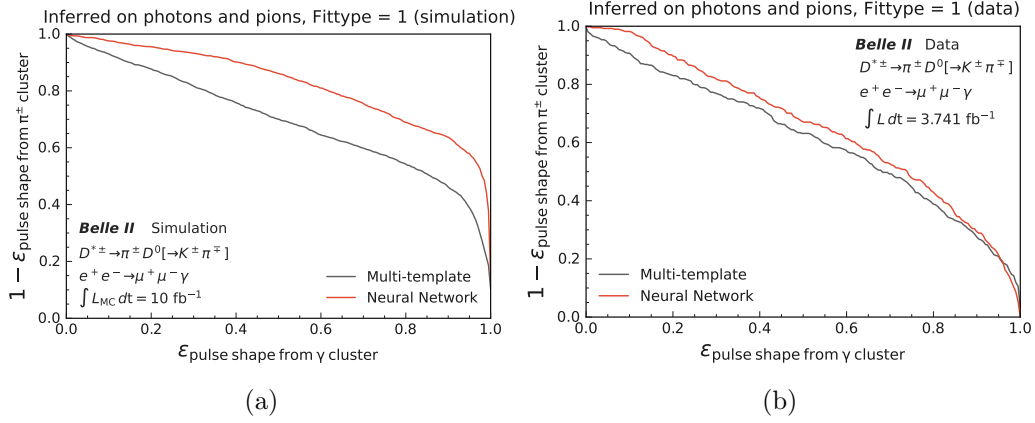 Inferred on photons and pions, Fittype = 1 (simulation)
1 − ε pulse shape from π± cluster
1.0
0.8
0.6
0.4
0.2
0.0
Belle II Simulation
D*± → π± D⁰[→ K± π∓]
e⁺e⁻ → μ⁺μ⁻γ
∫ L_MC dt = 10 fb⁻¹
Multi-template
Neural Network
0.0 0.2 0.4 0.6 0.8 1.0
ε pulse shape from γ cluster
(a)
Inferred on photons and pions, Fittype = 1 (data)
1 − ε pulse shape from π± cluster
1.0
0.8
0.6
0.4
0.2
0.0
Belle II Data
D*± → π± D⁰[→ K± π∓]
e⁺e⁻ → μ⁺μ⁻γ
∫ L dt = 3.741 fb⁻¹
Multi-template
Neural Network
0.0 0.2 0.4 0.6 0.8 1.0
ε pulse shape from γ cluster
(b)